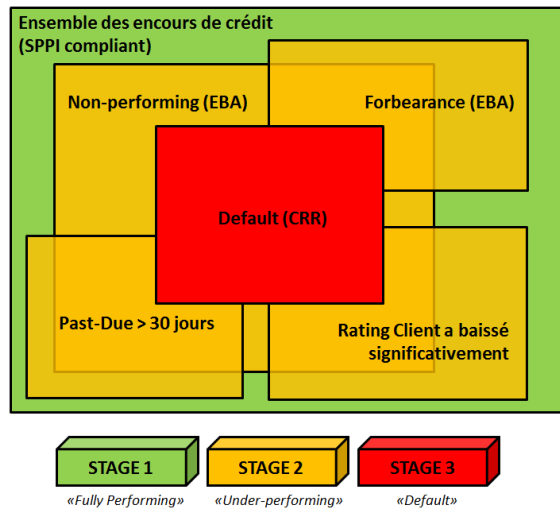 Ensemble des encours de crédit
(SPPI compliant)
Non-performing (EBA)
Forbearance (EBA)
Default (CRR)
Past-Due > 30 jours
Rating Client a baissé
significativement
STAGE 1
STAGE 2
STAGE 3
«Fully Performing»
«Under-performing»
«Default»